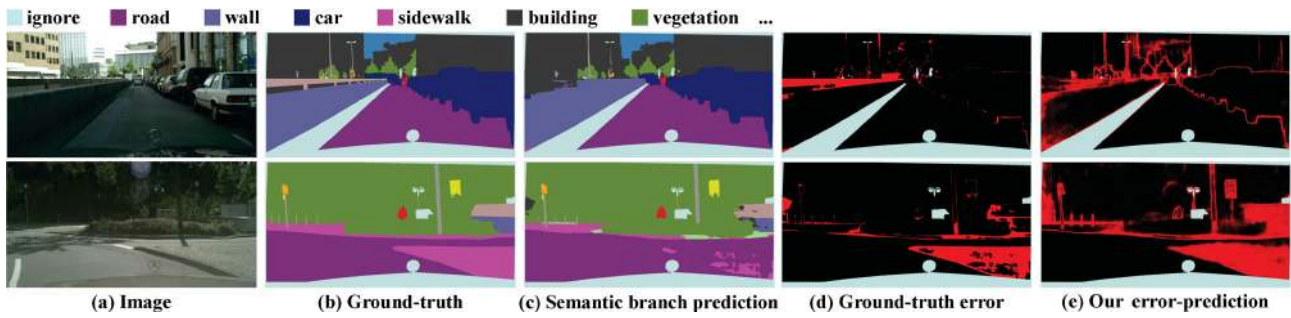 ignore road wall car sidewalk building vegetation ...
(a) Image (b) Ground-truth (c) Semantic branch prediction (d) Ground-truth error (e) Our error-prediction